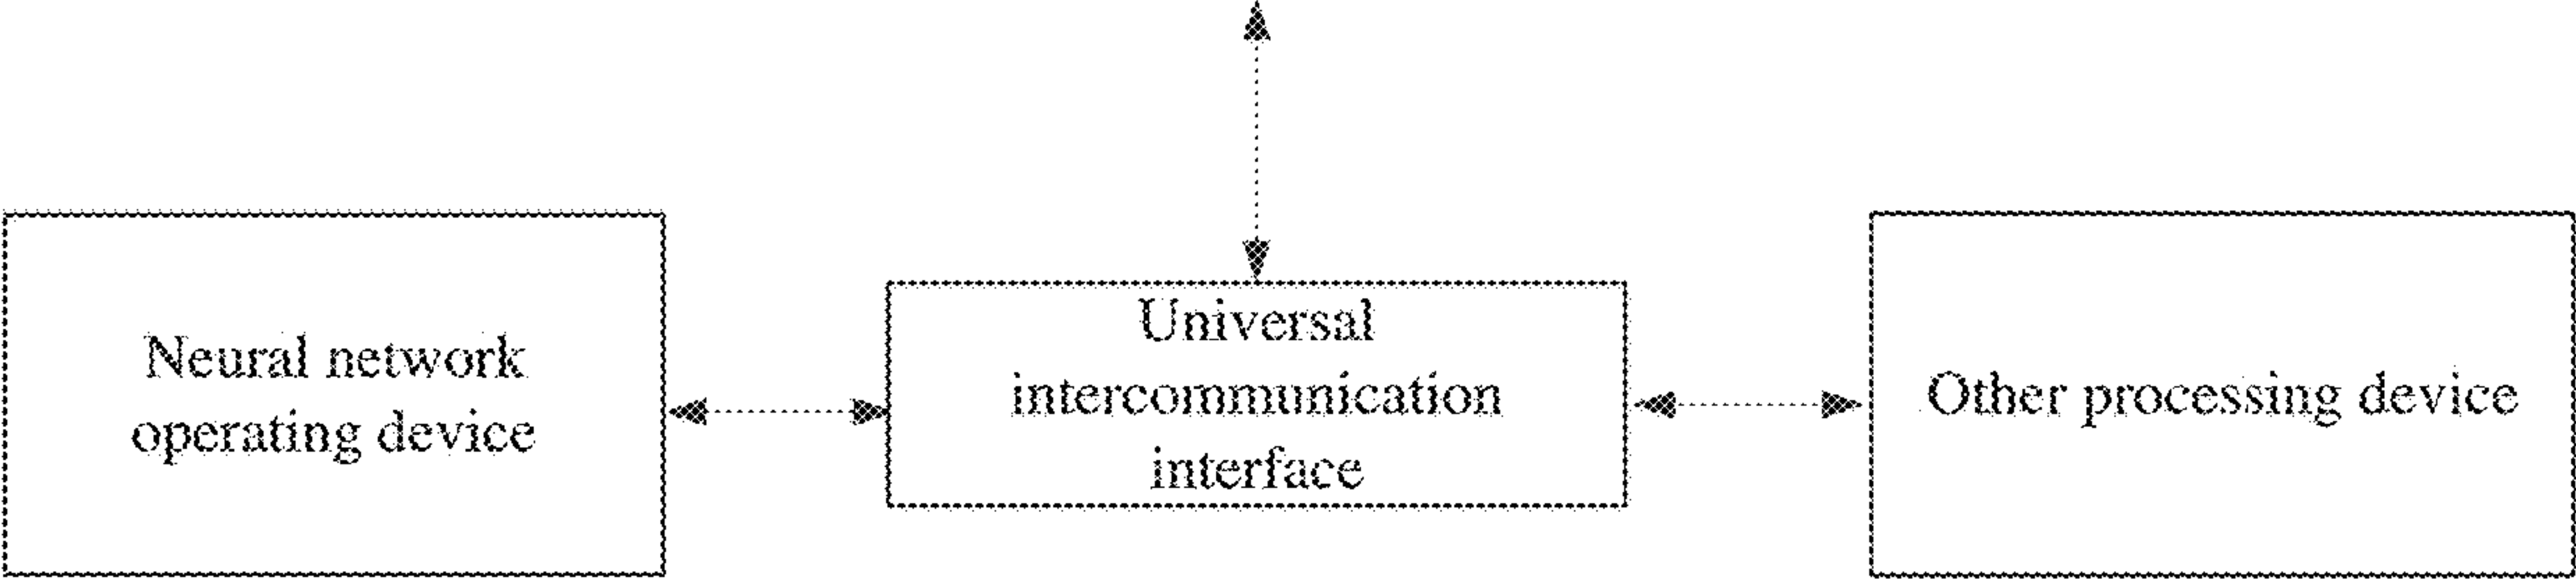 Neural network
operating device
Universal
intercommunication
interface
Other processing device